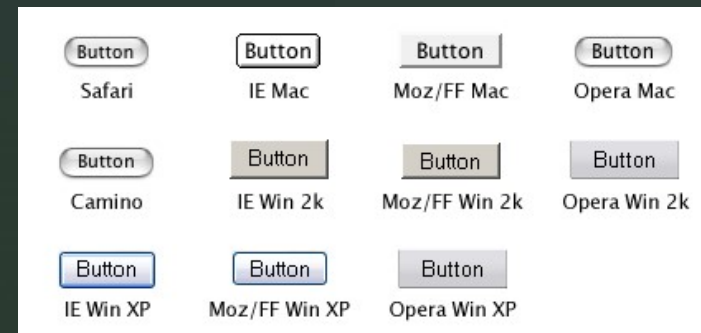 Button Button Button Button
Safari IE Mac Moz/FF Mac Opera Mac
Button Button Button Button
Camino IE Win 2k Moz/FF Win 2k Opera Win 2k
Button Button Button
IE Win XP Moz/FF Win XP Opera Win XP